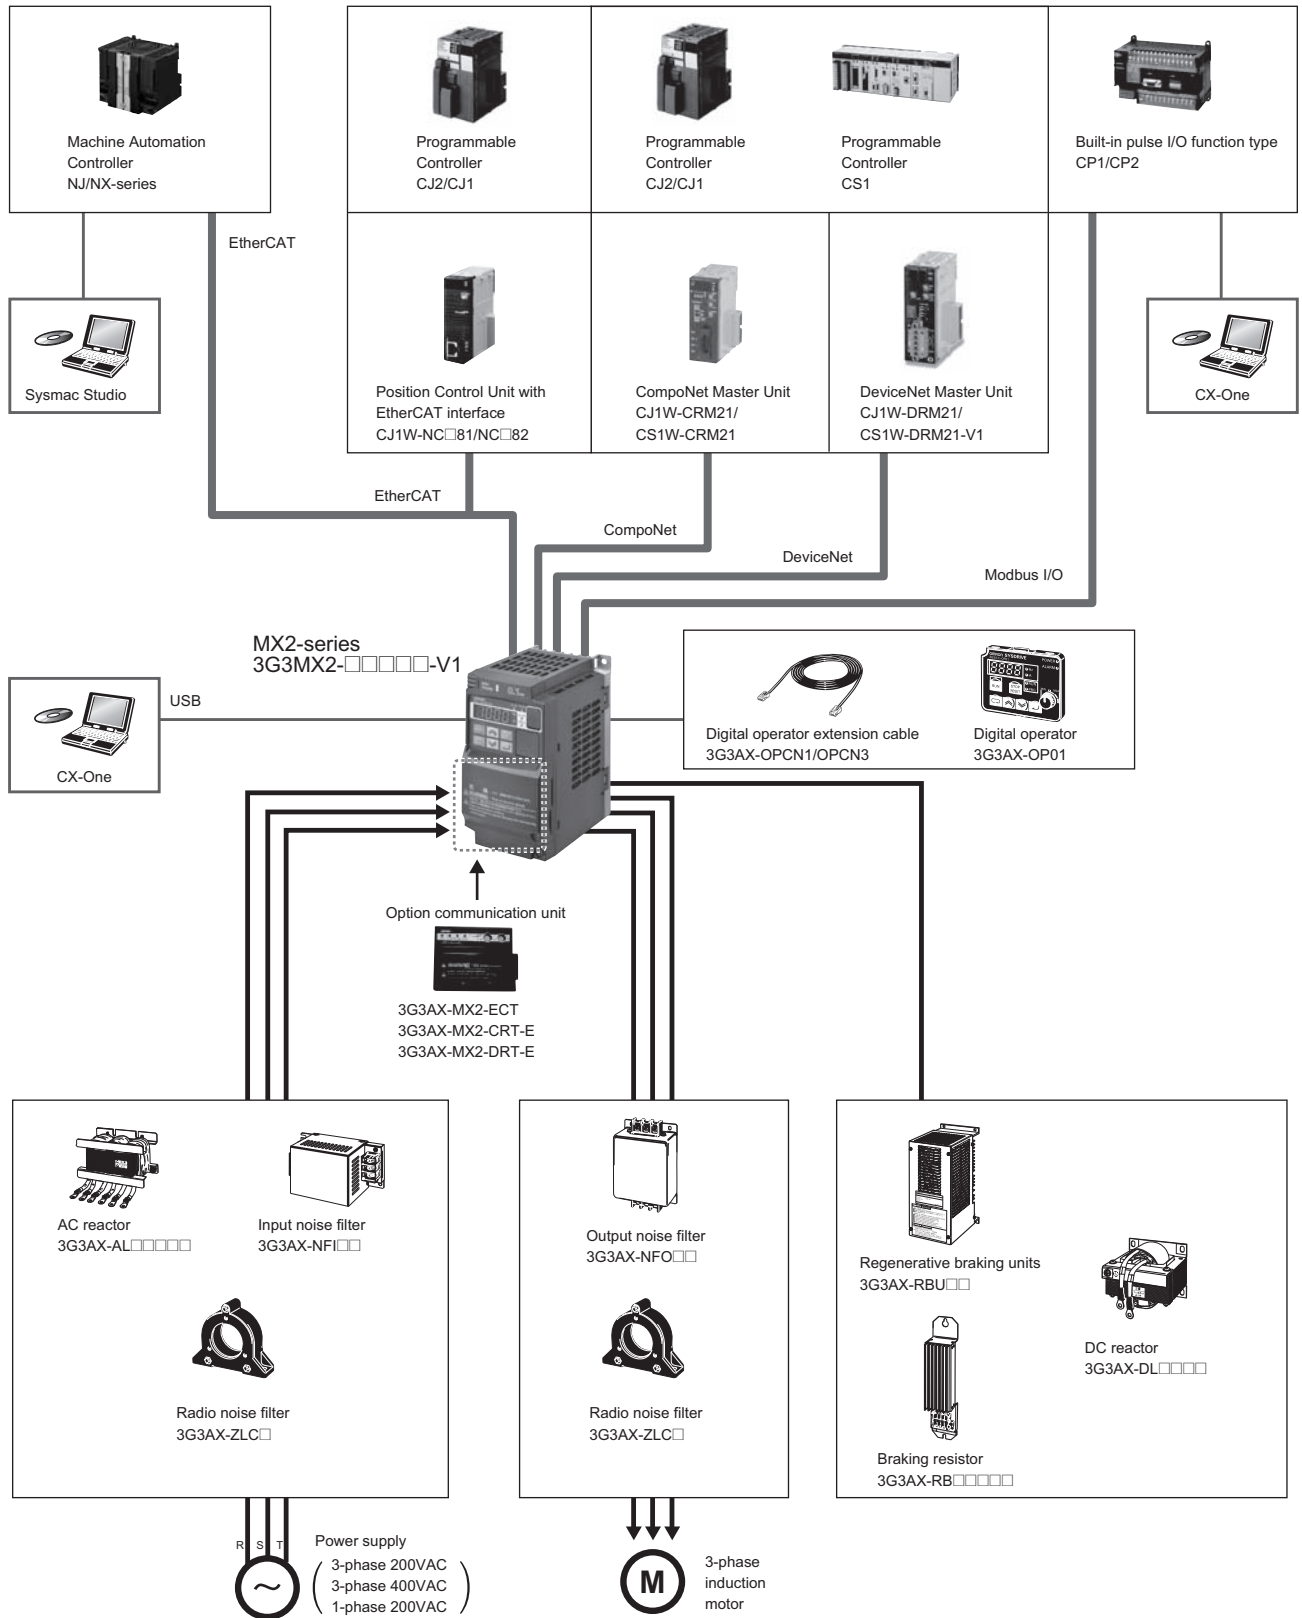 Machine Automation
Controller
NJ/NX-series
Programmable
Controller
CJ2/CJ1
Programmable
Controller
CJ2/CJ1
Programmable
Controller
CS1
Built-in pulse I/O function type
CP1/CP2
EtherCAT
Sysmac Studio
Position Control Unit with
EtherCAT interface
CJ1W-NC□81/NC□82
CompoNet Master Unit
CJ1W-CRM21/
CS1W-CRM21
DeviceNet Master Unit
CJ1W-DRM21/
CS1W-DRM21-V1
CX-One
EtherCAT
CompoNet
DeviceNet
Modbus I/O
MX2-series
3G3MX2-□□□□□-V1
USB
CX-One
Digital operator extension cable
3G3AX-OPCN1/OPCN3
Digital operator
3G3AX-OP01
Option communication unit
3G3AX-MX2-ECT
3G3AX-MX2-CRT-E
3G3AX-MX2-DRT-E
AC reactor
3G3AX-AL□□□□□
Input noise filter
3G3AX-NFI□□
Radio noise filter
3G3AX-ZLC□
Output noise filter
3G3AX-NFO□□
Radio noise filter
3G3AX-ZLC□
Regenerative braking units
3G3AX-RBU□□
DC reactor
3G3AX-DL□□□□
Braking resistor
3G3AX-RB□□□□□
R S T
Power supply
3-phase 200VAC
3-phase 400VAC
1-phase 200VAC
M
3-phase
induction
motor